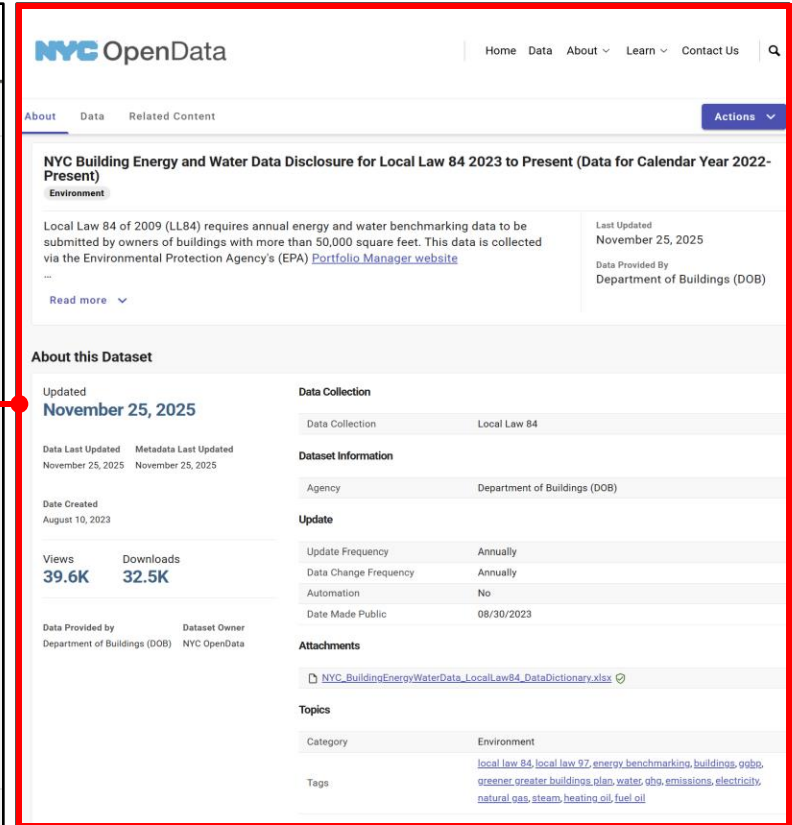 NYC OpenData
Home Data About Learn Contact Us
About Data Related Content
Actions
NYC Building Energy and Water Data Disclosure for Local Law 84 2023 to Present (Data for Calendar Year 2022-
Present)
Environment
Local Law 84 of 2009 (LL84) requires annual energy and water benchmarking data to be
submitted by owners of buildings with more than 50,000 square feet. This data is collected
via the Environmental Protection Agency's (EPA) Portfolio Manager website
...
Read more
Last Updated
November 25, 2025
Data Provided By
Department of Buildings (DOB)
About this Dataset
Updated
November 25, 2025
Data Last Updated Metadata Last Updated
November 25, 2025 November 25, 2025
Date Created
August 10, 2023
Views Downloads
39.6K 32.5K
Data Provided by Dataset Owner
Department of Buildings (DOB) NYC OpenData
Data Collection
Data Collection Local Law 84
Dataset Information
Agency Department of Buildings (DOB)
Update
Update Frequency Annually
Data Change Frequency Annually
Automation No
Date Made Public 08/30/2023
Attachments
NYC_BuildingEnergyWaterData_LocalLaw84_DataDictionary.xlsx
Topics
Category Environment
Tags
local law 84, local law 97, energy benchmarking, buildings, ggbp,
greener greater buildings plan, water, ghg, emissions, electricity,
natural gas, steam, heating oil, fuel oil